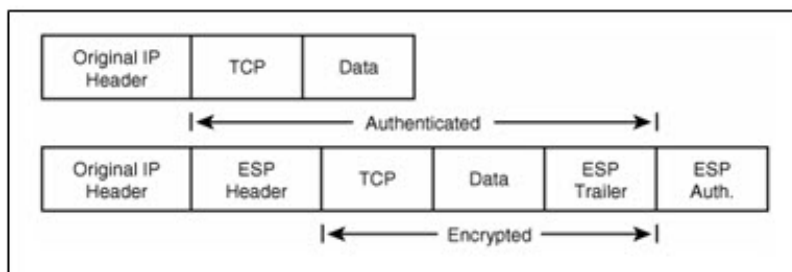 Original IP
Header
TCP
Data
Authenticated
Original IP
Header
ESP
Header
TCP
Data
ESP
Trailer
ESP
Auth.
Encrypted